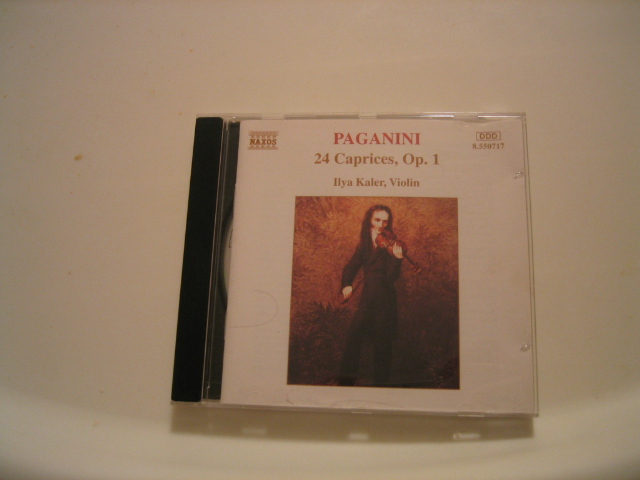 NAXOS
PAGANINI
DDD
8.550717
24 Caprices, Op. 1
Ilya Kaler, Violin